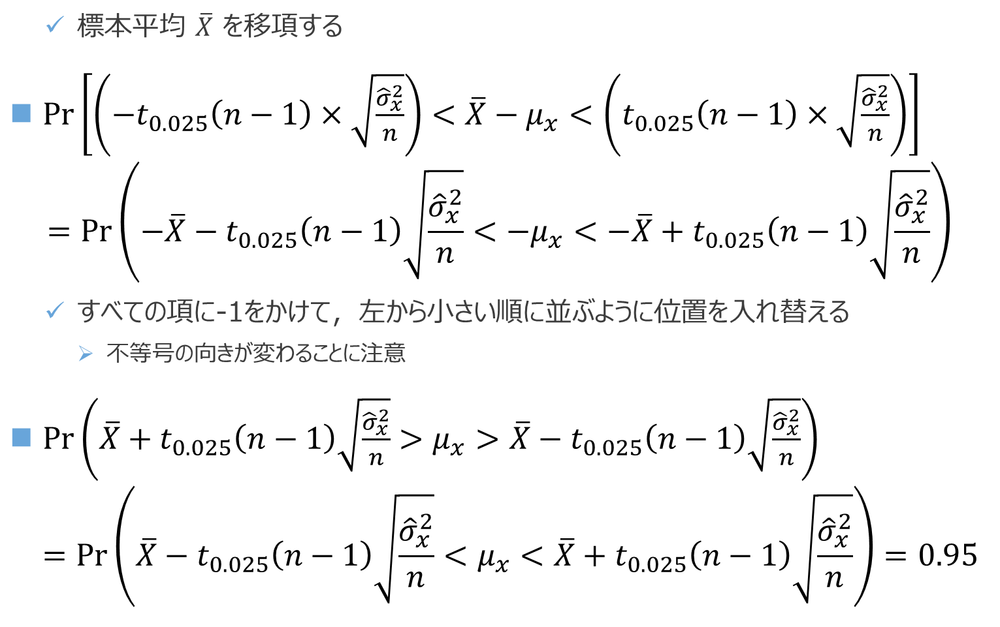 標本平均 X̄ を移項する
Pr[(−t₀.₀₂₅(n − 1) × √(σ̂ₓ²/n)) < X̄ − μₓ < (t₀.₀₂₅(n − 1) × √(σ̂ₓ²/n))]
= Pr(−X̄ − t₀.₀₂₅(n − 1)√(σ̂ₓ²/n) < −μₓ < −X̄ + t₀.₀₂₅(n − 1)√(σ̂ₓ²/n))
すべての項に-1をかけて，左から小さい順に並ぶように位置を入れ替える
不等号の向きが変わることに注意
Pr(X̄ + t₀.₀₂₅(n − 1)√(σ̂ₓ²/n) > μₓ > X̄ − t₀.₀₂₅(n − 1)√(σ̂ₓ²/n))
= Pr(X̄ − t₀.₀₂₅(n − 1)√(σ̂ₓ²/n) < μₓ < X̄ + t₀.₀₂₅(n − 1)√(σ̂ₓ²/n)) = 0.95